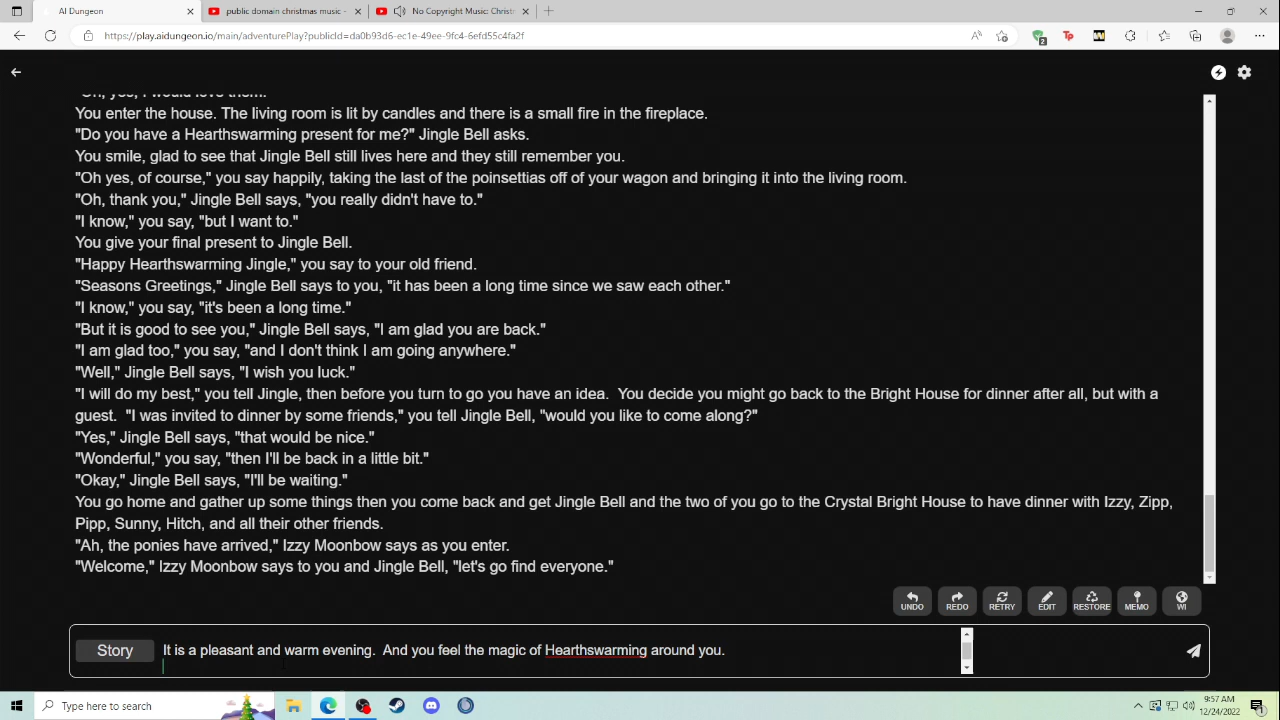 AI Dungeon
public domain christmas music -
No Copyright Music: Christm
https://play.aidungeon.io/main/adventurePlay?publicId=da0b93d6-ec1e-49ee-9fc4-6efd55c4fa2f
"Oh, yes, I would love them."
You enter the house. The living room is lit by candles and there is a small fire in the fireplace.
"Do you have a Hearthswarming present for me?" Jingle Bell asks.
You smile, glad to see that Jingle Bell still lives here and they still remember you.
"Oh yes, of course," you say happily, taking the last of the poinsettias off of your wagon and bringing it into the living room.
"Oh, thank you," Jingle Bell says, "you really didn't have to."
"I know," you say, "but I want to."
You give your final present to Jingle Bell.
"Happy Hearthswarming Jingle," you say to your old friend.
"Seasons Greetings," Jingle Bell says to you, "it has been a long time since we saw each other."
"I know," you say, "it's been a long time."
"But it is good to see you," Jingle Bell says, "I am glad you are back."
"I am glad too," you say, "and I don't think I am going anywhere."
"Well," Jingle Bell says, "I wish you luck."
"I will do my best," you tell Jingle, then before you turn to go you have an idea.  You decide you might go back to the Bright House for dinner after all, but with a
guest.  "I was invited to dinner by some friends," you tell Jingle Bell, "would you like to come along?"
"Yes," Jingle Bell says, "that would be nice."
"Wonderful," you say, "then I'll be back in a little bit."
"Okay," Jingle Bell says, "I'll be waiting."
You go home and gather up some things then you come back and get Jingle Bell and the two of you go to the Crystal Bright House to have dinner with Izzy, Zipp,
Pipp, Sunny, Hitch, and all their other friends.
"Ah, the ponies have arrived," Izzy Moonbow says as you enter.
"Welcome," Izzy Moonbow says to you and Jingle Bell, "let's go find everyone."
UNDO REDO RETRY EDIT RESTORE MEMO WI
Story
It is a pleasant and warm evening.  And you feel the magic of Hearthswarming around you.
Type here to search
9:57 AM
12/24/2022